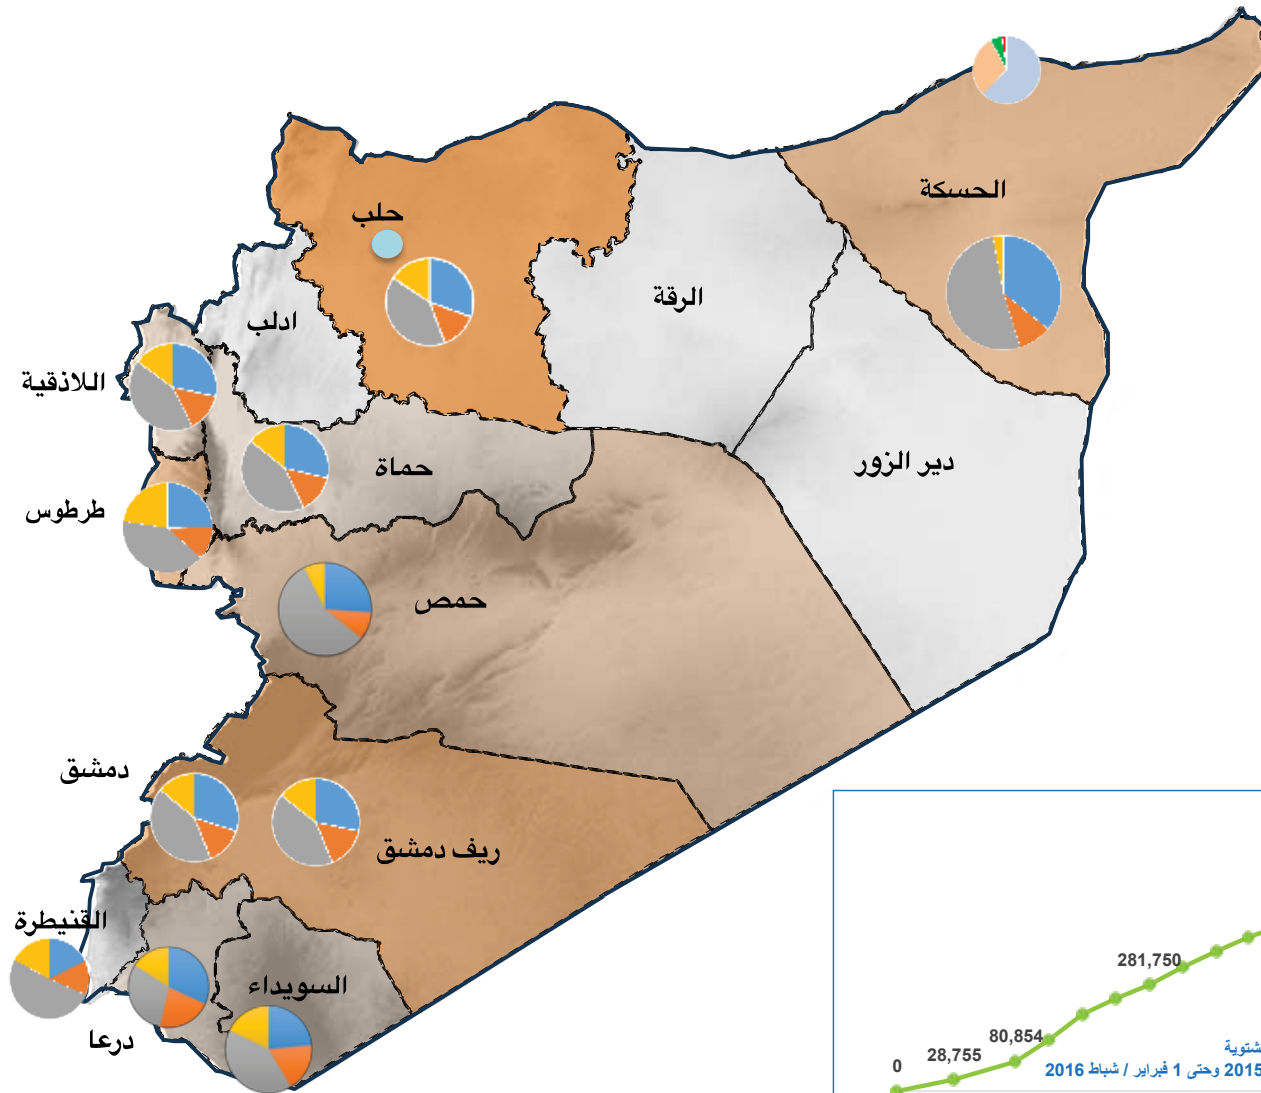 الحسكة
حلب
الرقة
ادلب
اللاذقية
حماة
دير الزور
طرطوس
حمص
دمشق
ريف دمشق
القنيطرة
السويداء
درعا
281,750
80,854
28,755
0
شتوية
2015 وحتى 1 فبراير / شباط 2016